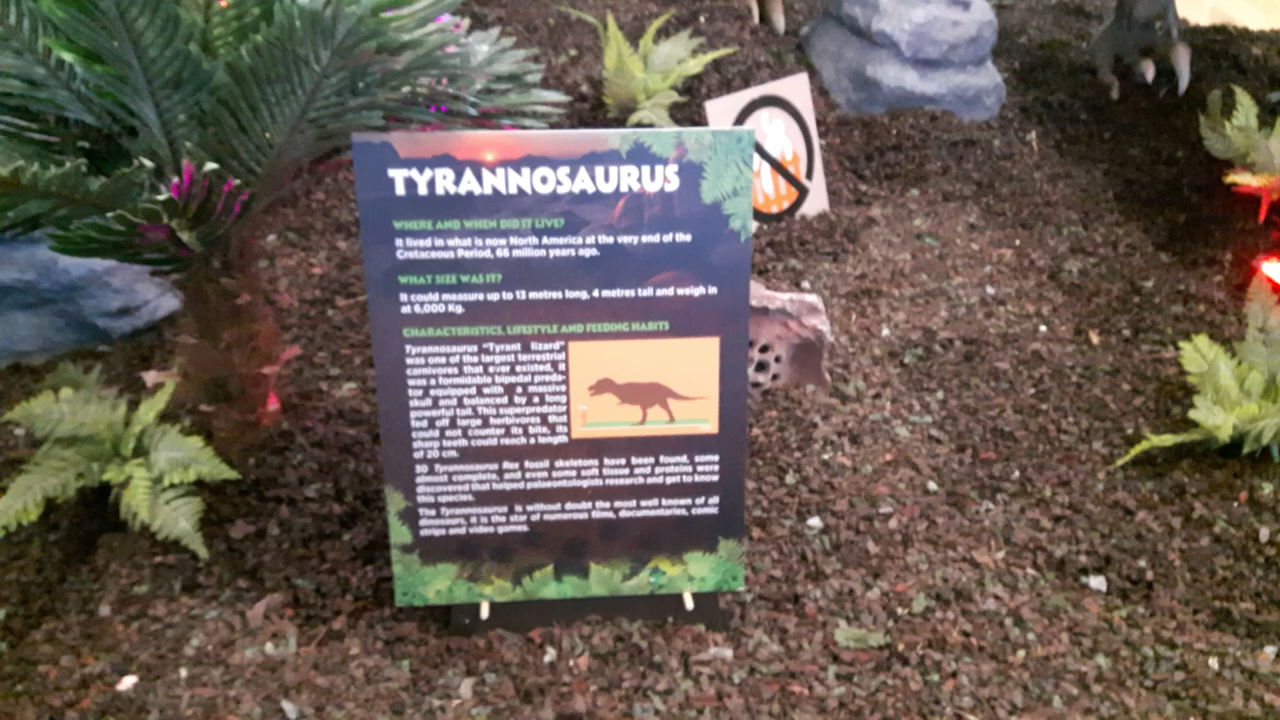 TYRANNOSAURUS
WHERE AND WHEN DID IT LIVE?
It lived in what is now North America at the very end of the
Cretaceous Period, 66 million years ago.
WHAT SIZE WAS IT?
It could measure up to 13 metres long, 4 metres tall and weigh in
at 6,000 Kg.
CHARACTERISTICS, LIFESTYLE AND FEEDING HABITS
Tyrannosaurus "Tyrant lizard"
was one of the largest terrestrial
carnivores that ever existed, it
was a formidable bipedal preda-
tor equipped with a massive
skull and balanced by a long
powerful tail. This superpredator
fed off large herbivores that
could not counter its bite, its
sharp teeth could reach a length
of 20 cm.
30 Tyrannosaurus Rex fossil skeletons have been found, some
almost complete, and even some soft tissue and proteins were
discovered that helped palaeontologists research and get to know
this species.
The Tyrannosaurus is without doubt the most well known of all
dinosaurs, it is the star of numerous films, documentaries, comic
strips and video games.